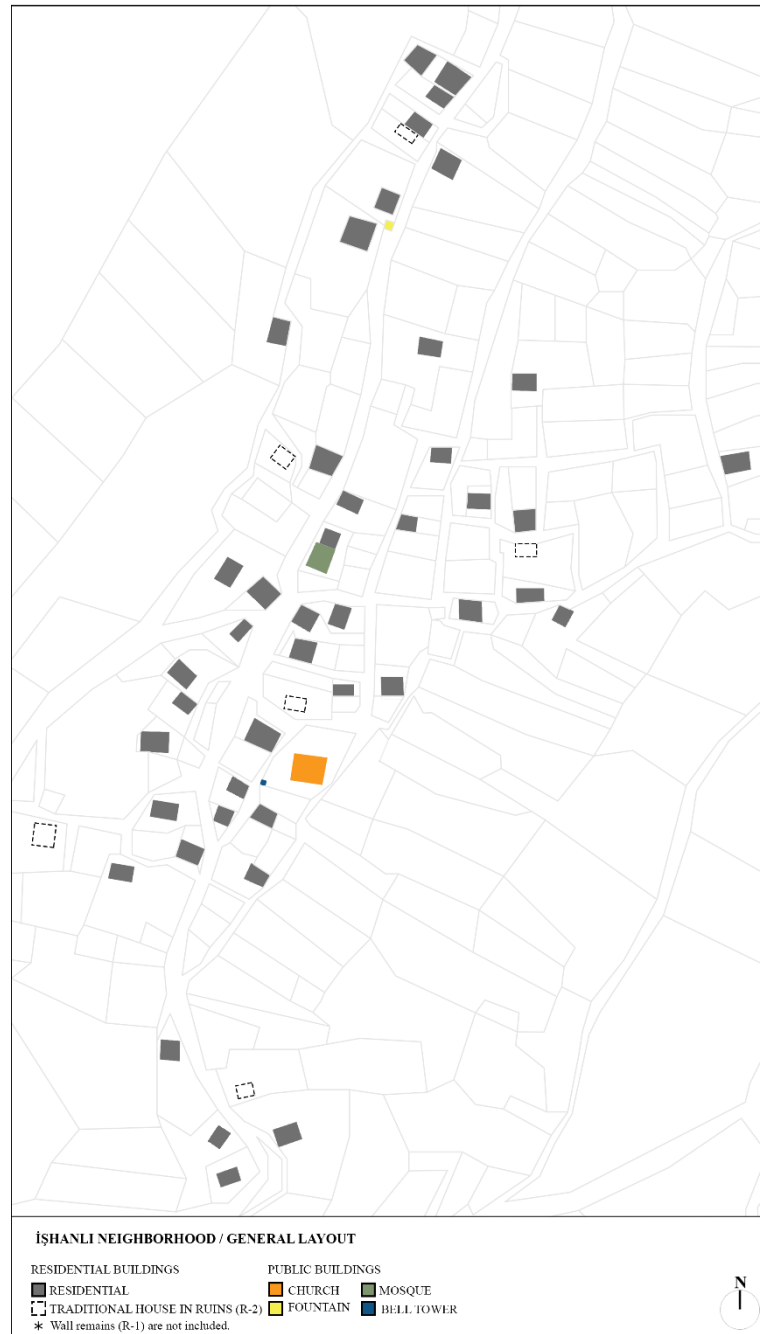 İŞHANLI NEIGHBORHOOD / GENERAL LAYOUT
RESIDENTIAL BUILDINGS
RESIDENTIAL
TRADITIONAL HOUSE IN RUINS (R-2)
* Wall remains (R-1) are not included.
PUBLIC BUILDINGS
CHURCH
FOUNTAIN
MOSQUE
BELL TOWER
N